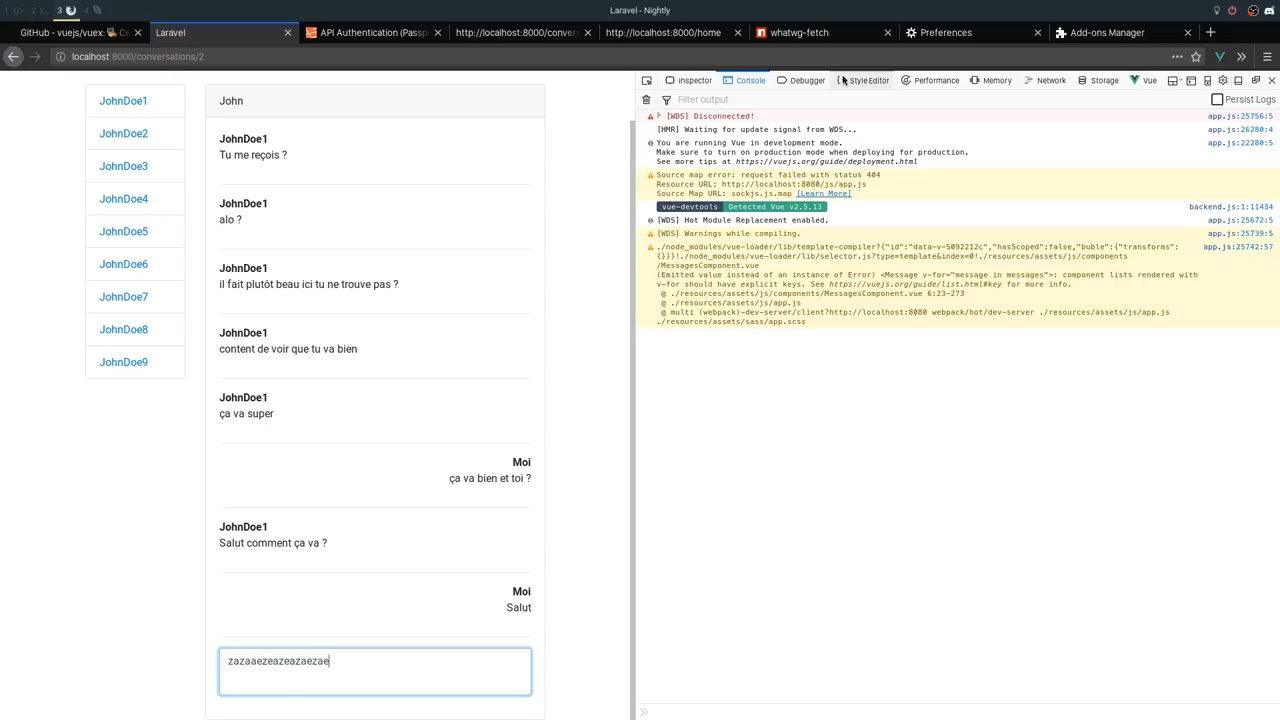 1
2
3
4
Laravel - Nightly
GitHub - vuejs/vuex:
Laravel
API Authentication (Passp
http://localhost:8000/conver
http://localhost:8000/home
whatwg-fetch
Preferences
Add-ons Manager
localhost:8000/conversations/2
JohnDoe1
JohnDoe2
JohnDoe3
JohnDoe4
JohnDoe5
JohnDoe6
JohnDoe7
JohnDoe8
JohnDoe9
John
JohnDoe1
Tu me reçois ?
JohnDoe1
alo ?
JohnDoe1
il fait plutôt beau ici tu ne trouve pas ?
JohnDoe1
content de voir que tu va bien
JohnDoe1
ça va super
Moi
ça va bien et toi ?
JohnDoe1
Salut comment ça va ?
Moi
Salut
zazaaezeazeazaezae
Inspector
Console
Debugger
Style Editor
Performance
Memory
Network
Storage
Vue
Filter output
Persist Logs
[WDS] Disconnected! app.js:25756:5
[HMR] Waiting for update signal from WDS... app.js:26280:4
You are running Vue in development mode. app.js:22280:5
Make sure to turn on production mode when deploying for production.
See more tips at https://vuejs.org/guide/deployment.html
Source map error: request failed with status 404
Resource URL: http://localhost:8080/js/app.js
Source Map URL: sockjs.js.map [Learn More]
vue-devtools Detected Vue v2.5.13 backend.js:1:11434
[WDS] Hot Module Replacement enabled. app.js:25672:5
[WDS] Warnings while compiling. app.js:25739:5
./node_modules/vue-loader/lib/template-compiler?{"id":"data-v-5092212c","hasScoped":false,"buble":{"transforms": app.js:25742:57
{}}}!./node_modules/vue-loader/lib/selector.js?type=template&index=0!./resources/assets/js/components
/MessagesComponent.vue
(Emitted value instead of an instance of Error) <Message v-for="message in messages">: component lists rendered with
v-for should have explicit keys. See https://vuejs.org/guide/list.html#key for more info.
@ ./resources/assets/js/components/MessagesComponent.vue 6:23-273
@ ./resources/assets/js/app.js
@ multi (webpack)-dev-server/client?http://localhost:8080 webpack/hot/dev-server ./resources/assets/js/app.js
./resources/assets/sass/app.scss